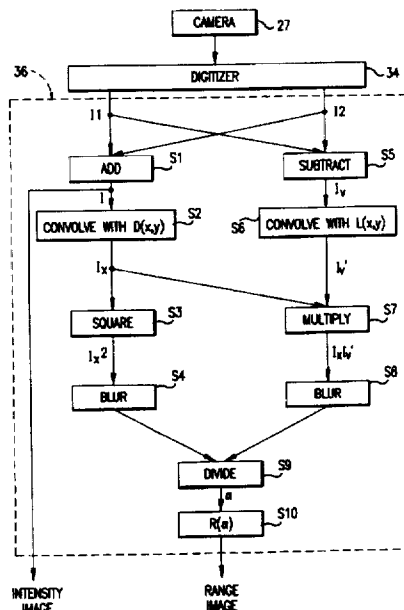 CAMERA
27
36
DIGITIZER
34
I1
I2
ADD
S1
SUBTRACT
S5
I
Iv
S2
CONVOLVE WITH D(x,y)
S6
CONVOLVE WITH L(x,y)
Ix
Iv'
SQUARE
S3
MULTIPLY
S7
Ix2
IxIv'
S4
BLUR
S8
BLUR
DIVIDE
S9
α
R(α)
S10
INTENSITY
IMAGE
RANGE
IMAGE